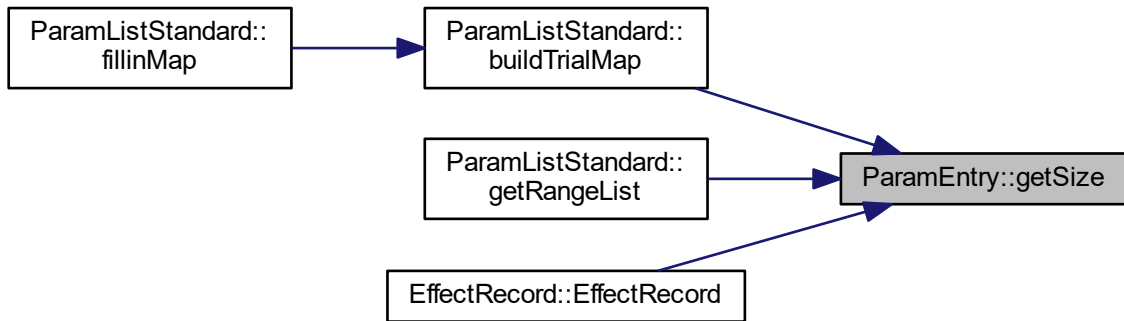 ParamListStandard::
fillinMap
ParamListStandard::
buildTrialMap
ParamListStandard::
getRangeList
EffectRecord::EffectRecord
ParamEntry::getSize